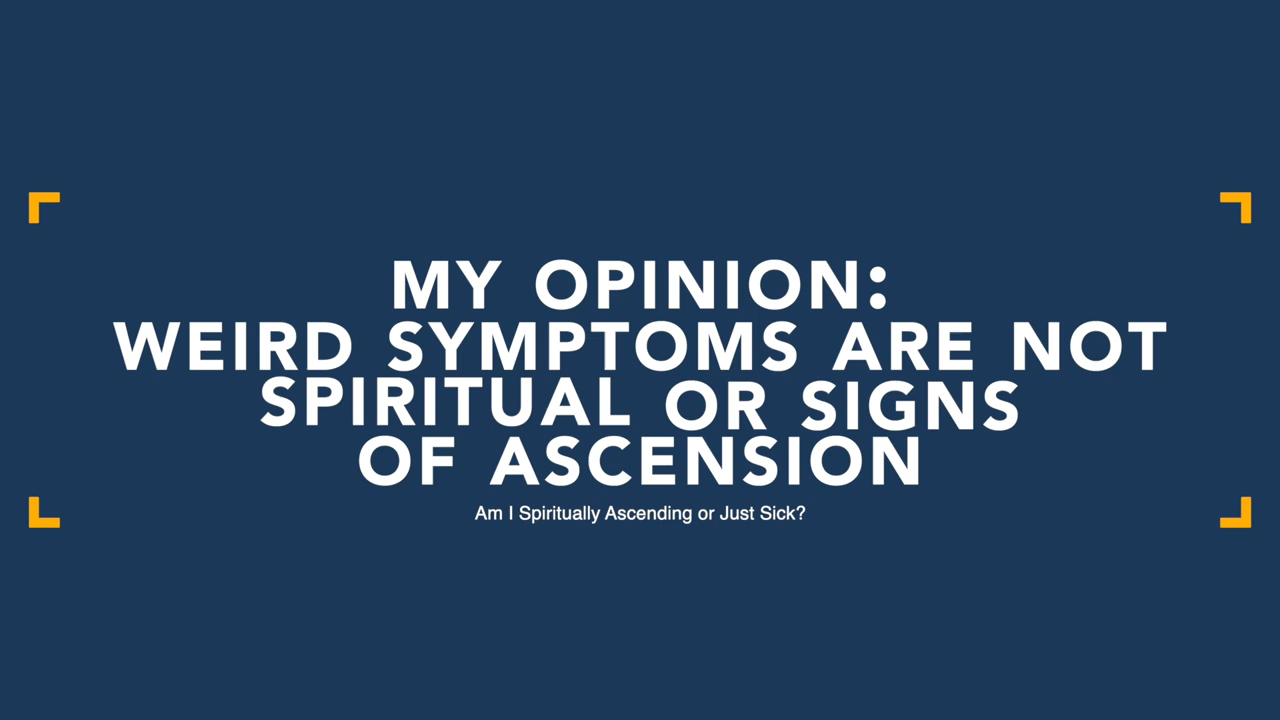 MY OPINION:
WEIRD SYMPTOMS ARE NOT
SPIRITUAL OR SIGNS
OF ASCENSION
Am I Spiritually Ascending or Just Sick?